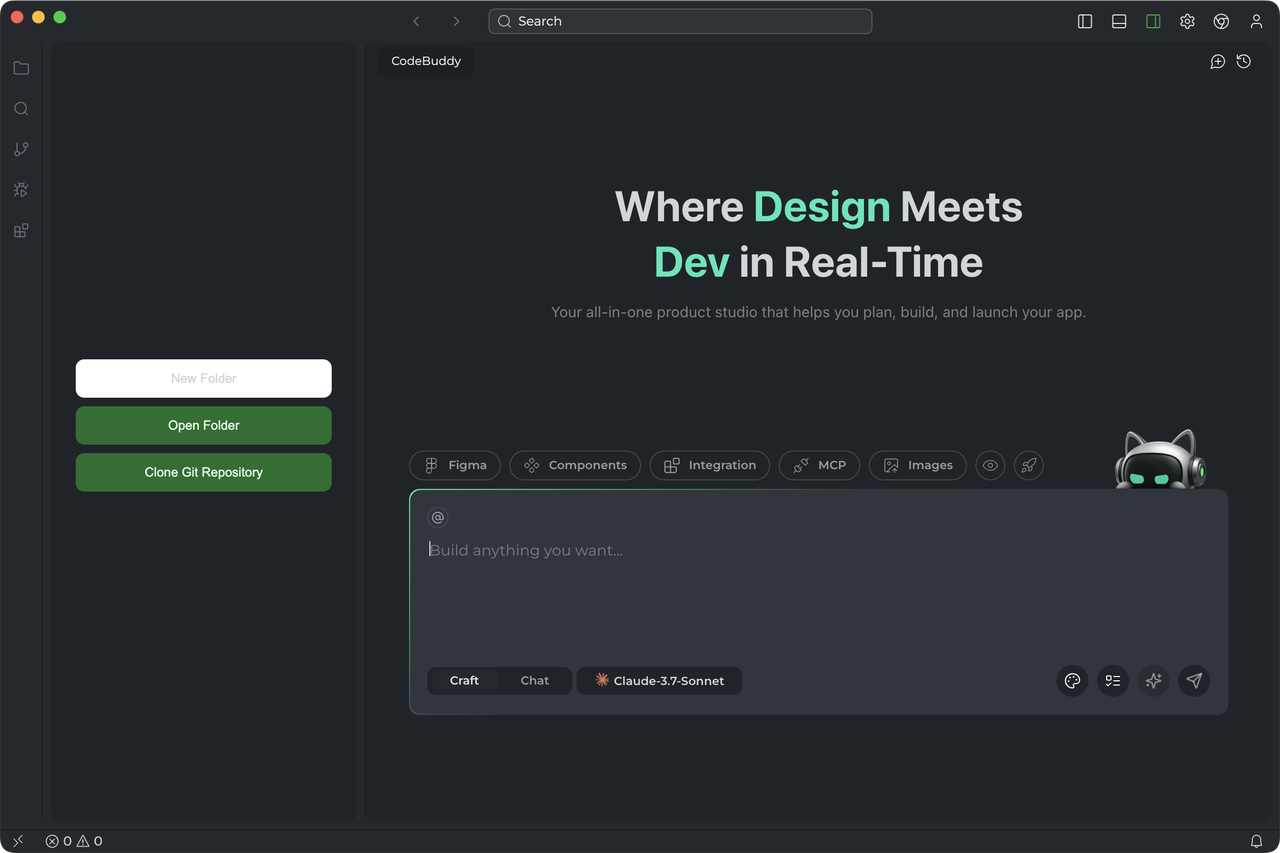 Search
CodeBuddy
Where Design Meets
Dev in Real-Time
Your all-in-one product studio that helps you plan, build, and launch your app.
New Folder
Open Folder
Clone Git Repository
Figma
Components
Integration
MCP
Images
@
Build anything you want...
Craft
Chat
Claude-3.7-Sonnet
0
0